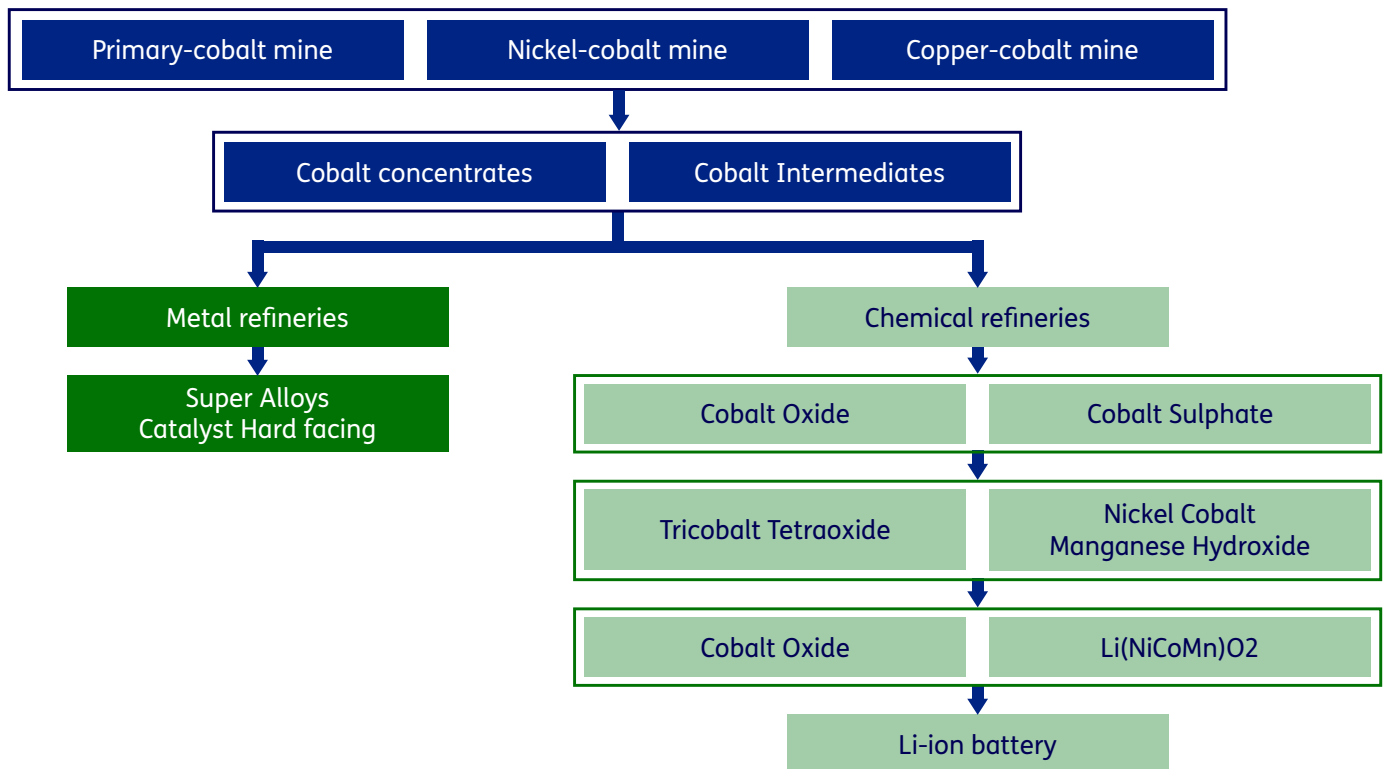 Primary-cobalt mine
Nickel-cobalt mine
Copper-cobalt mine
Cobalt concentrates
Cobalt Intermediates
Metal refineries
Chemical refineries
Super Alloys
Catalyst Hard facing
Cobalt Oxide
Cobalt Sulphate
Tricobalt Tetraoxide
Nickel Cobalt
Manganese Hydroxide
Cobalt Oxide
Li(NiCoMn)O2
Li-ion battery